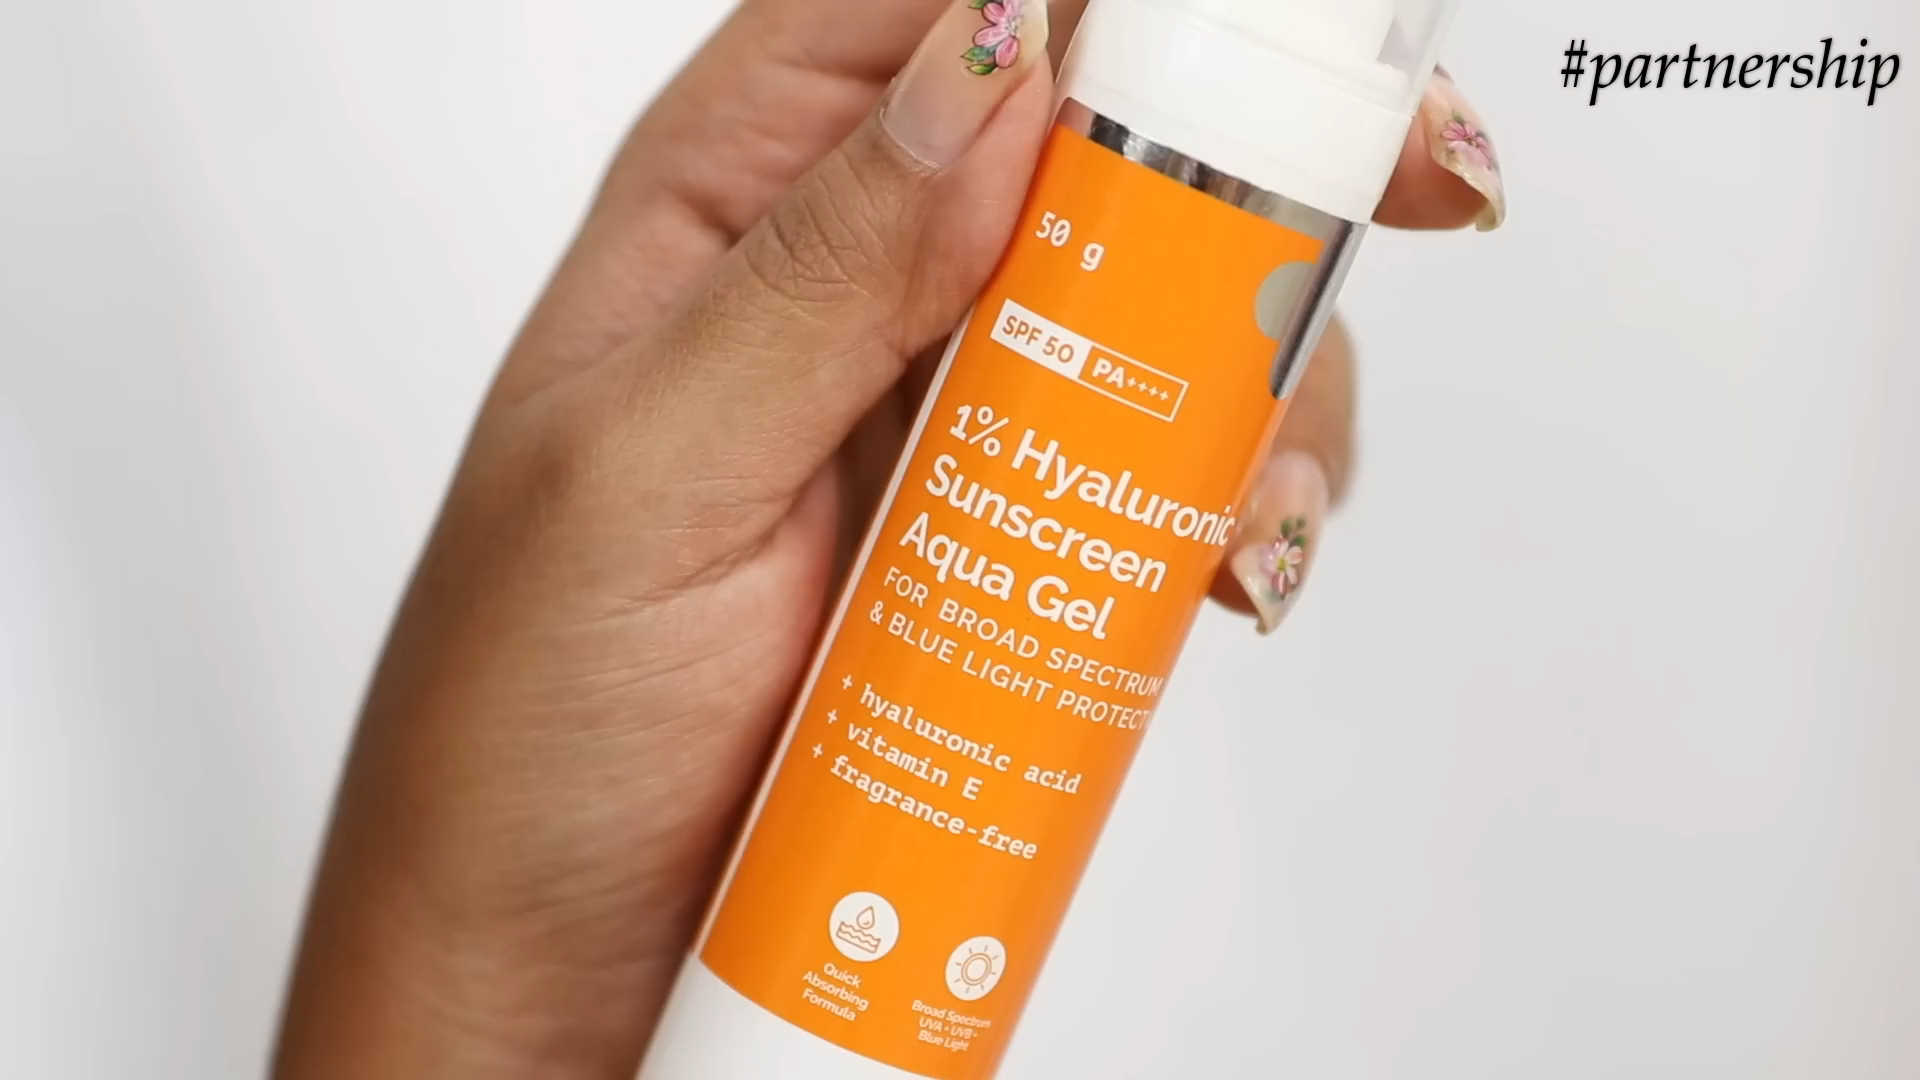 #partnership
50 g
SPF 50 PA++++
1% Hyaluronic
Sunscreen
Aqua Gel
FOR BROAD SPECTRUM
& BLUE LIGHT PROTECT
+ hyaluronic acid
+ vitamin E
+ fragrance-free
Quick
Absorbing
Formula
Broad Spectrum
UVA • UVB •
Blue Light